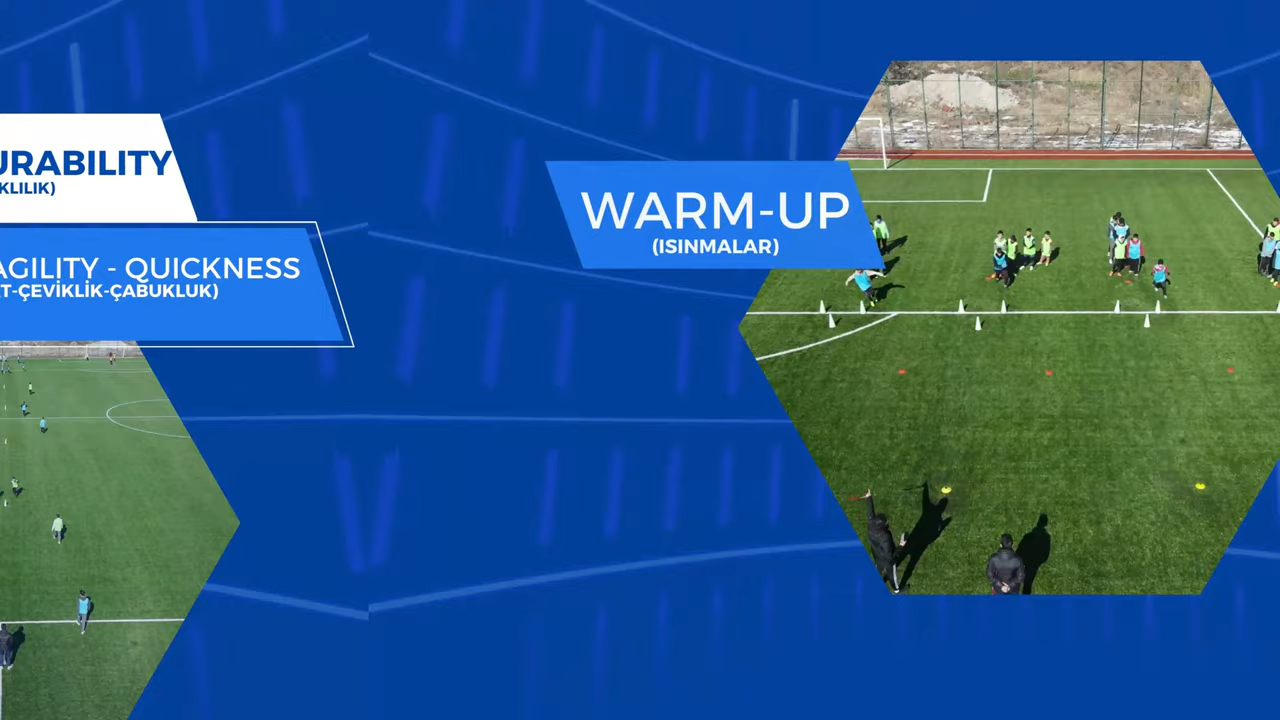 URABILITY
KLILIK)
AGILITY - QUICKNESS
T-ÇEVİKLİK-ÇABUKLUK)
WARM-UP
(ISINMALAR)